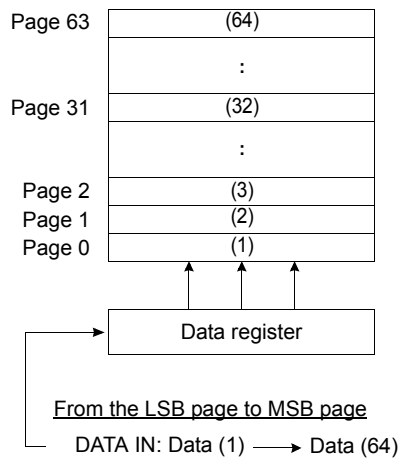 Page 63 (64)
:
Page 31 (32)
:
Page 2 (3)
Page 1 (2)
Page 0 (1)
Data register
From the LSB page to MSB page
DATA IN: Data (1) Data (64)